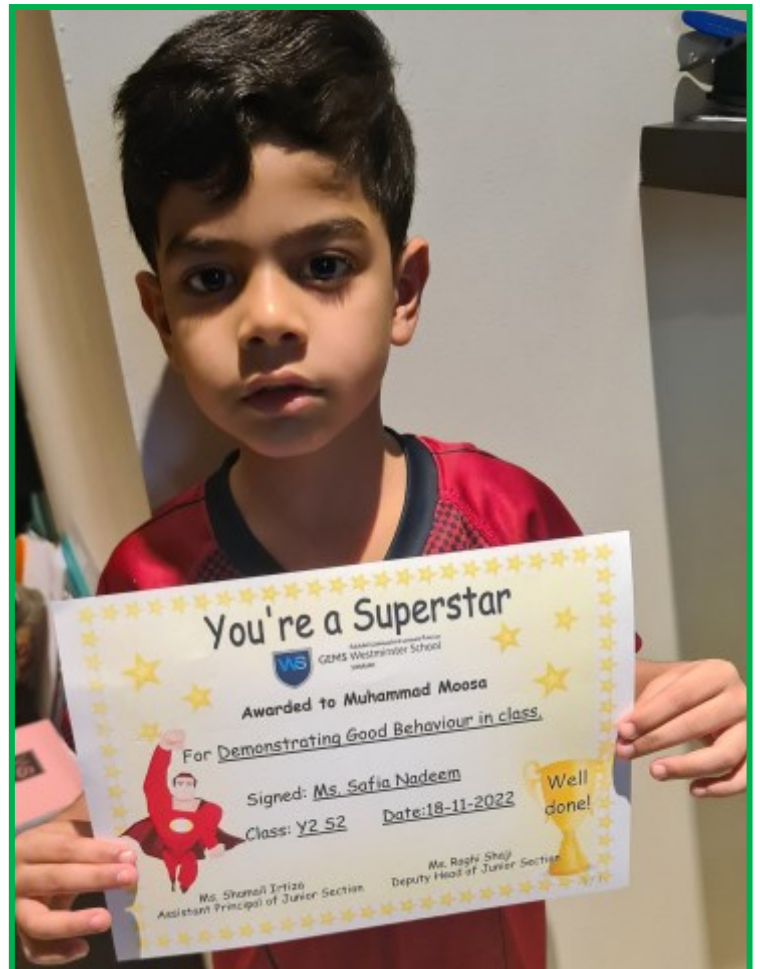 You're a Superstar
WS GEMS Westminster School
Awarded to Muhammad Moosa
For Demonstrating Good Behaviour in class.
Signed: Ms. Safia Nadeem
Class: Y2 S2 Date:18-11-2022
Well
done!
Ms. Shamail Irtiza
Assistant Principal of Junior Section
Ms. Raghi Shaji
Deputy Head of Junior Section